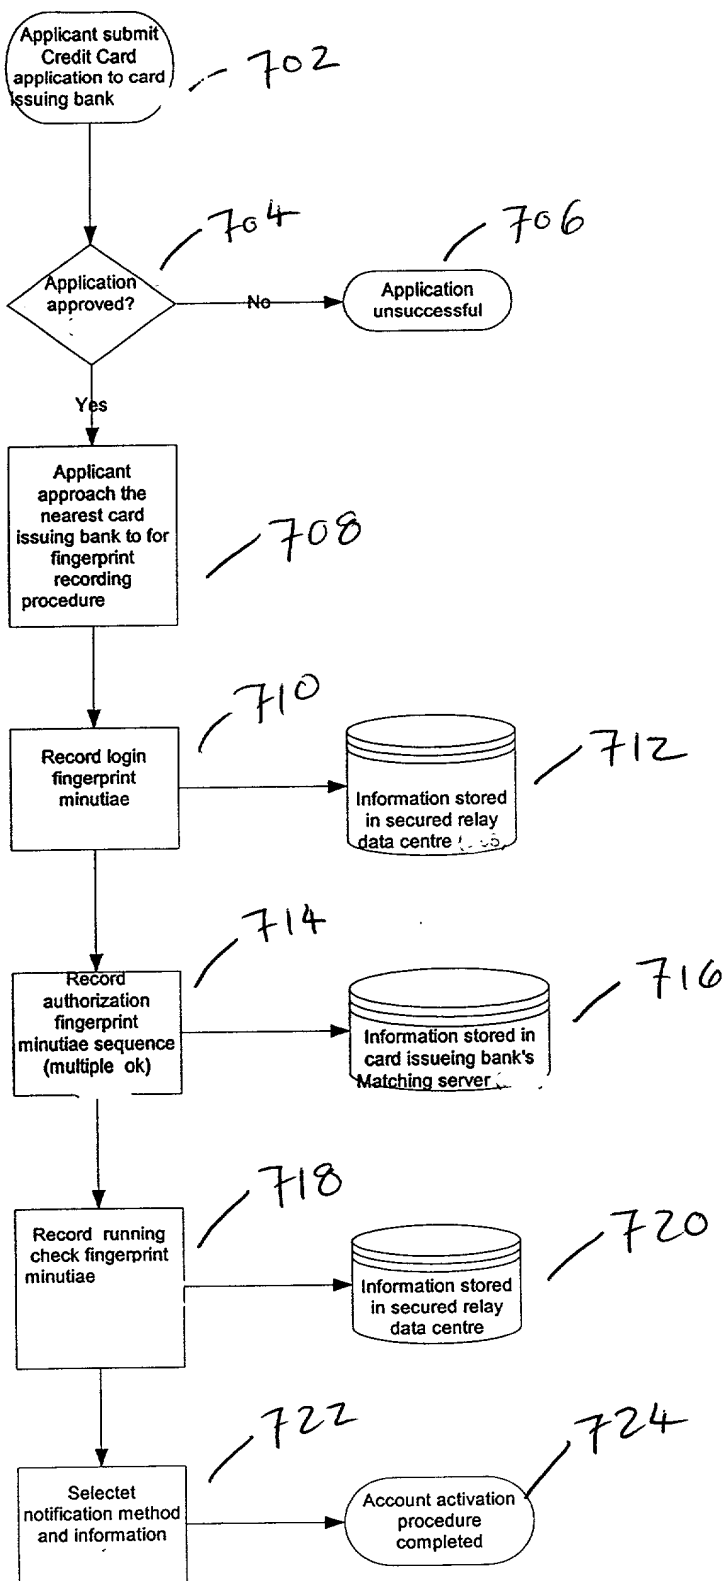 Applicant submit
Credit Card
application to card
issuing bank
702
704
706
Application
approved?
No
Application
unsuccessful
Yes
Applicant
approach the
nearest card
issuing bank to for
fingerprint
recording
procedure
708
710
Record login
fingerprint
minutiae
712
Information stored
in secured relay
data centre
714
Record
authorization
fingerprint
minutiae sequence
(multiple ok)
716
Information stored in
card issueing bank's
Matching server
718
Record running
check fingerprint
minutiae
720
Information stored
in secured relay
data centre
722
Selectet
notification method
and information
724
Account activation
procedure
completed